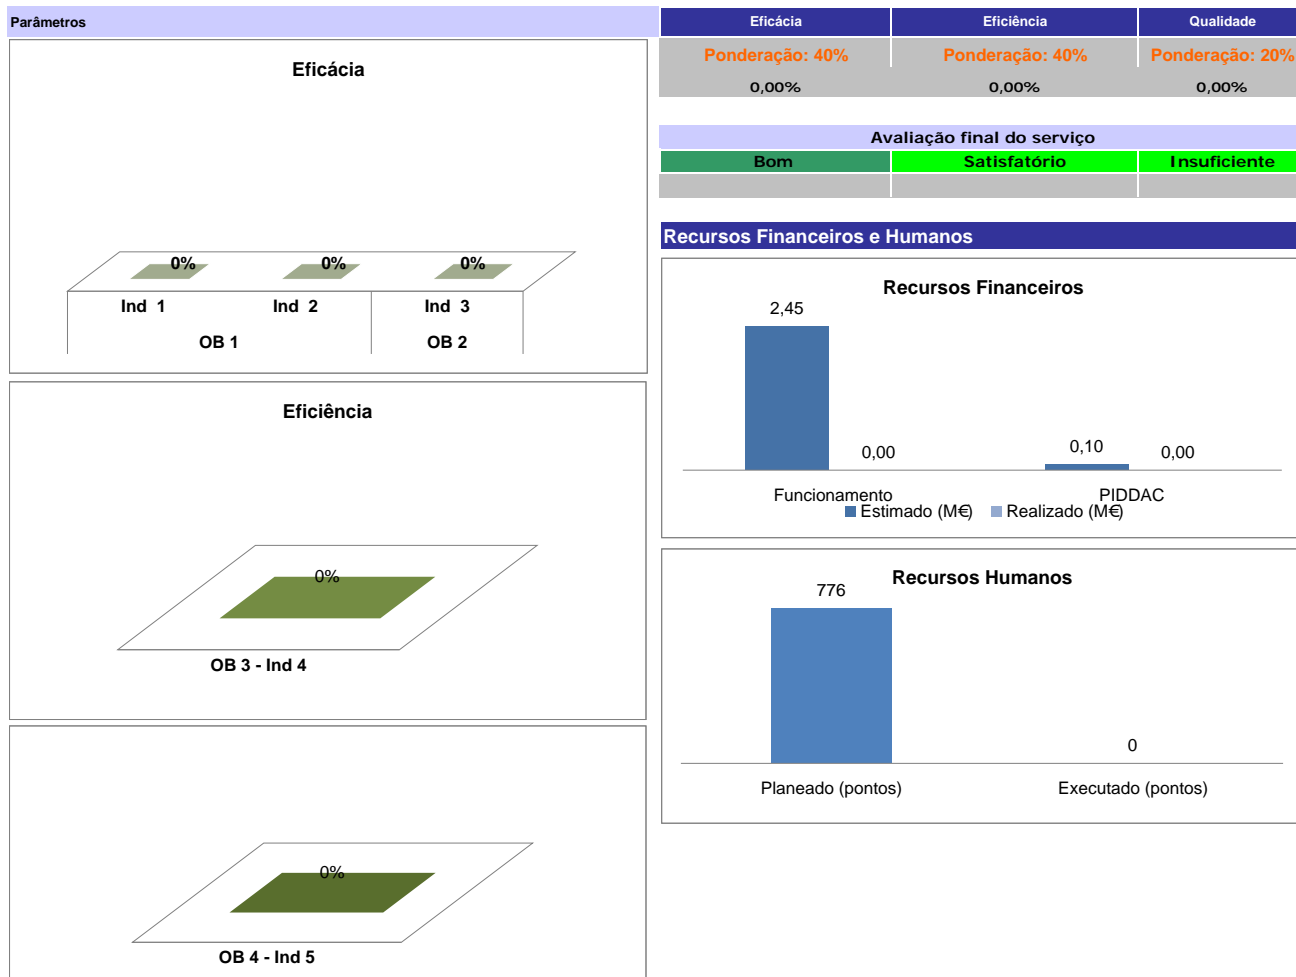 Parâmetros
Eficácia
0%
0%
0%
Ind 1
Ind 2
Ind 3
OB 1
OB 2
Eficiência
0%
OB 3 - Ind 4
0%
OB 4 - Ind 5
Eficácia
Eficiência
Qualidade
Ponderação: 40%
Ponderação: 40%
Ponderação: 20%
0,00%
0,00%
0,00%
Avaliação final do serviço
Bom
Satisfatório
Insuficiente
Recursos Financeiros e Humanos
Recursos Financeiros
2,45
0,00
0,10
0,00
Funcionamento
PIDDAC
Estimado (M€)
Realizado (M€)
Recursos Humanos
776
0
Planeado (pontos)
Executado (pontos)